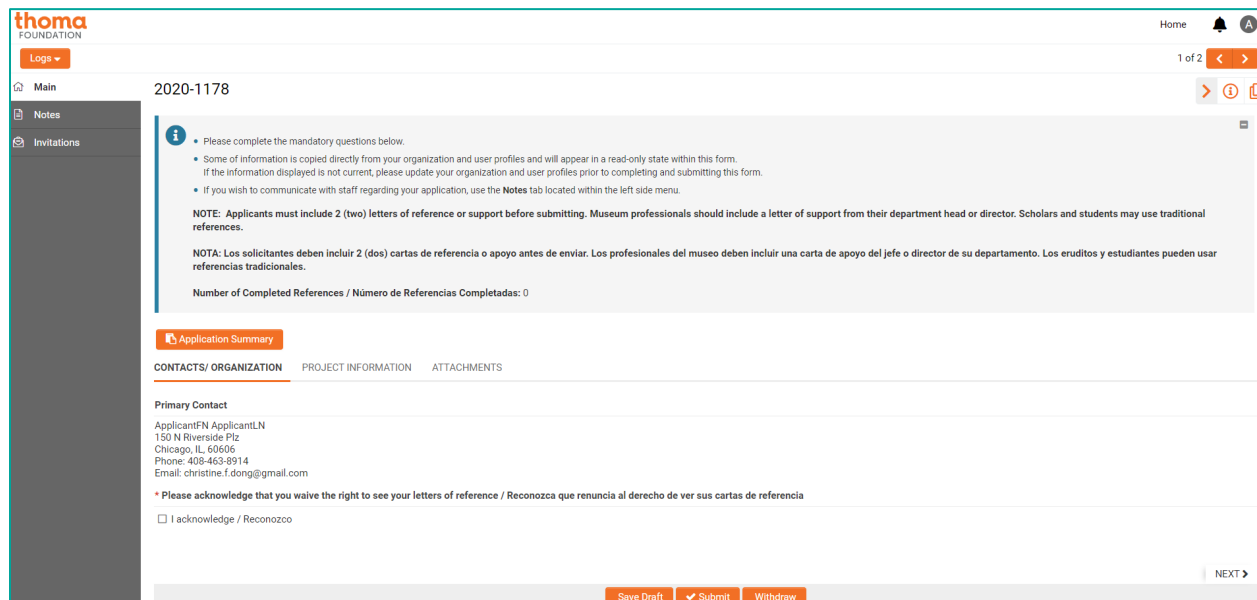 thoma
FOUNDATION
Home
A
Logs
1 of 2
Main
Notes
Invitations
2020-1178
Please complete the mandatory questions below.
Some of information is copied directly from your organization and user profiles and will appear in a read-only state within this form.
If the information displayed is not current, please update your organization and user profiles prior to completing and submitting this form.
If you wish to communicate with staff regarding your application, use the Notes tab located within the left side menu.
NOTE: Applicants must include 2 (two) letters of reference or support before submitting. Museum professionals should include a letter of support from their department head or director. Scholars and students may use traditional
references.
NOTA: Los solicitantes deben incluir 2 (dos) cartas de referencia o apoyo antes de enviar. Los profesionales del museo deben incluir una carta de apoyo del jefe o director de su departamento. Los eruditos y estudiantes pueden usar
referencias tradicionales.
Number of Completed References / Número de Referencias Completadas: 0
Application Summary
CONTACTS/ ORGANIZATION PROJECT INFORMATION ATTACHMENTS
Primary Contact
ApplicantFN ApplicantLN
150 N Riverside Plz
Chicago, IL, 60606
Phone: 408-463-8914
Email: christine.f.dong@gmail.com
* Please acknowledge that you waive the right to see your letters of reference / Reconozca que renuncia al derecho de ver sus cartas de referencia
I acknowledge / Reconozco
NEXT
Save Draft Submit Withdraw